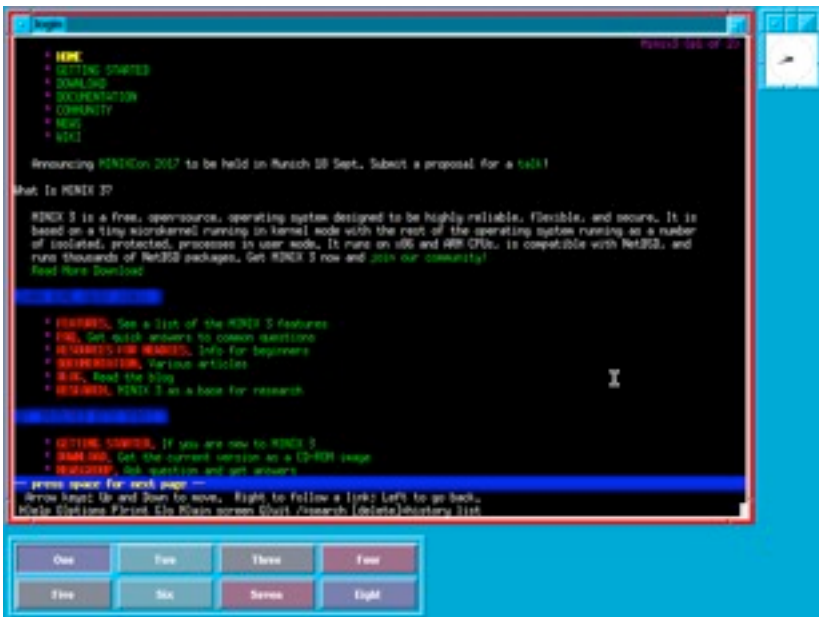 login
Minix3 (p1 of 2)
* HOME
* GETTING STARTED
* DOWNLOAD
* DOCUMENTATION
* COMMUNITY
* NEWS
* WIKI
Announcing MINIXCon 2017 to be held in Munich 18 Sept. Submit a proposal for a talk!
What Is MINIX 3?
MINIX 3 is a free, open-source, operating system designed to be highly reliable, flexible, and secure. It is
based on a tiny microkernel running in kernel mode with the rest of the operating system running as a number
of isolated, protected, processes in user mode. It runs on x86 and ARM CPUs, is compatible with NetBSD, and
runs thousands of NetBSD packages. Get MINIX 3 now and join our community!
Read More Download
* FEATURES, See a list of the MINIX 3 features
* FAQ, Get quick answers to common questions
* RESOURCES FOR NEWBIES, Info for beginners
* DOCUMENTATION, Various articles
* BLOG, Read the blog
* RESEARCH, MINIX 3 as a base for research
* GETTING STARTED, If you are new to MINIX 3
* DOWNLOAD, Get the current version as a CD-ROM image
* NEWSGROUP, Ask question and get answers
-- press space for next page --
Arrow keys: Up and Down to move. Right to follow a link; Left to go back.
H)elp O)ptions P)rint G)o M)ain screen Q)uit /=search [delete]=history list
One
Two
Three
Four
Five
Six
Seven
Eight